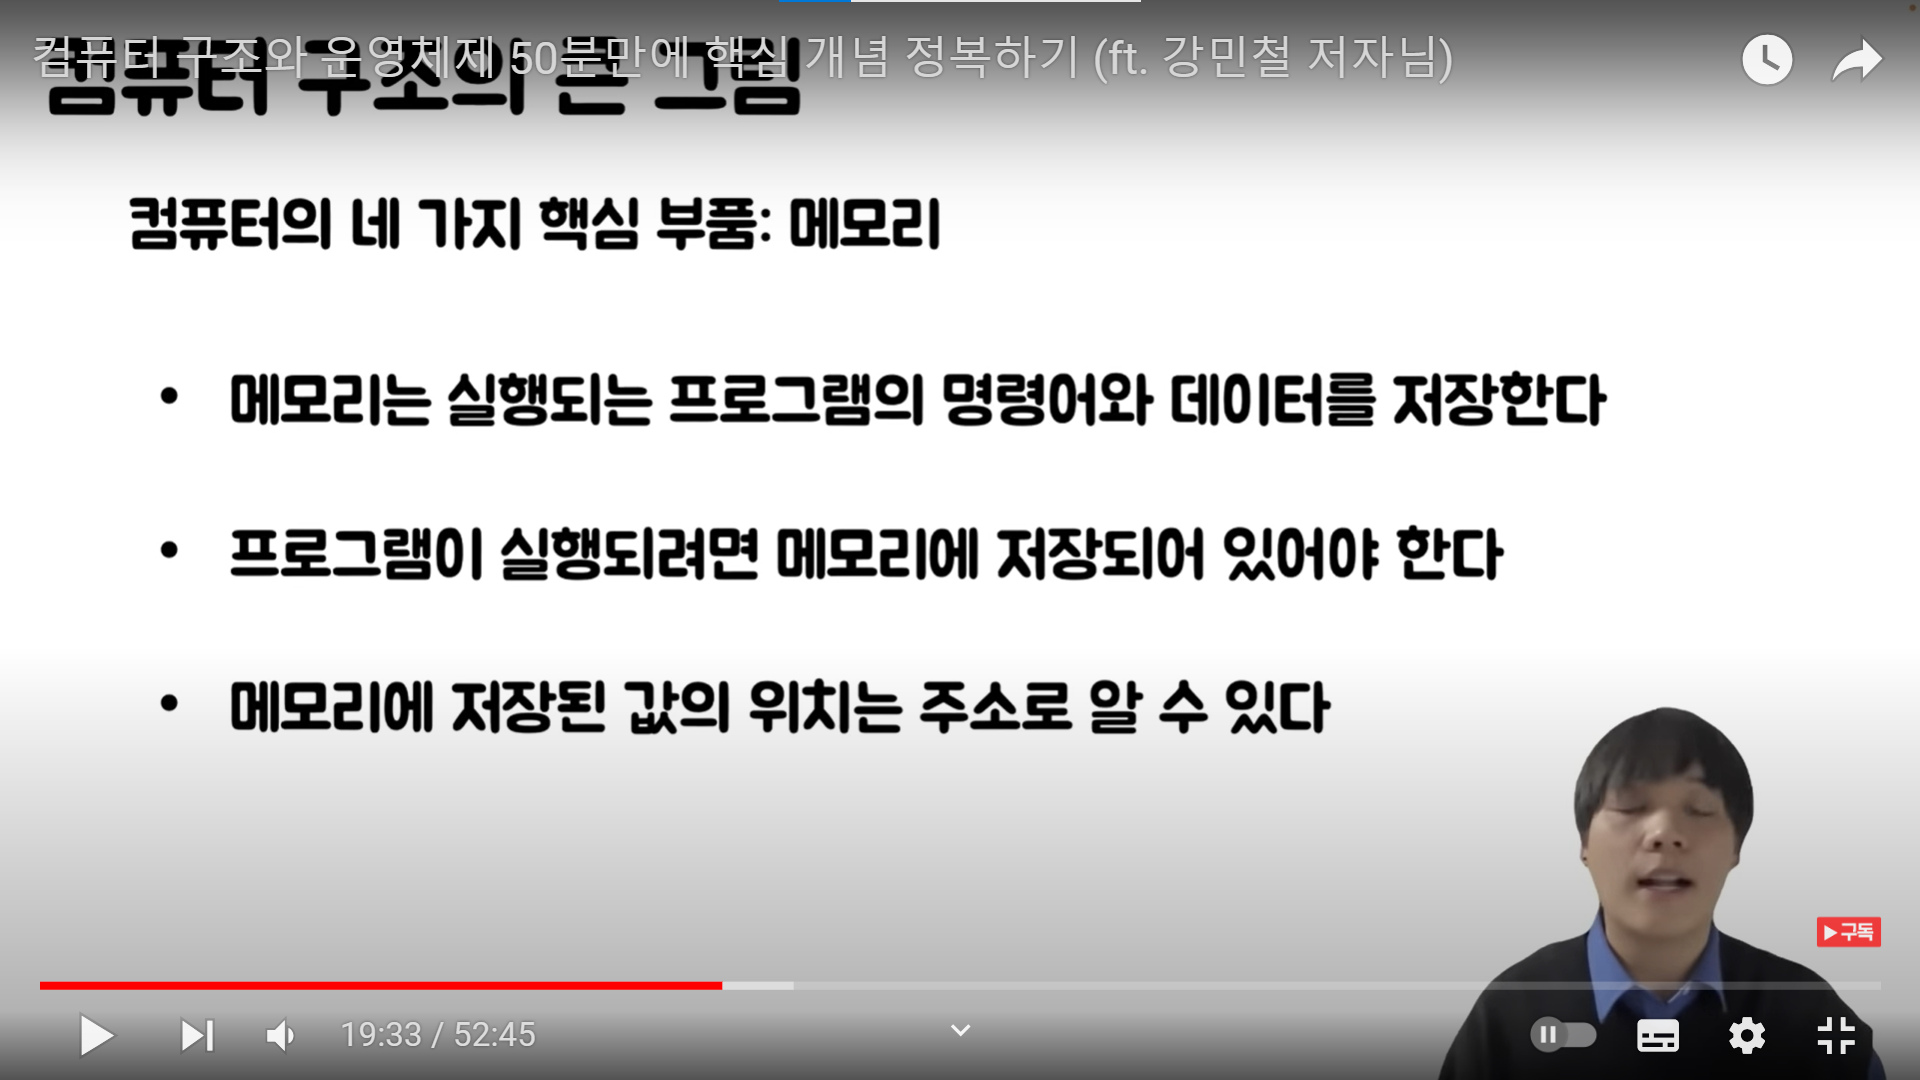 컴퓨터 구조와 운영체제 50분만에 핵심 개념 정복하기 (ft. 강민철 저자님)
컴퓨터 구조의 큰 그림
컴퓨터의 네 가지 핵심 부품: 메모리
• 메모리는 실행되는 프로그램의 명령어와 데이터를 저장한다
• 프로그램이 실행되려면 메모리에 저장되어 있어야 한다
• 메모리에 저장된 값의 위치는 주소로 알 수 있다
구독
19:33 / 52:45